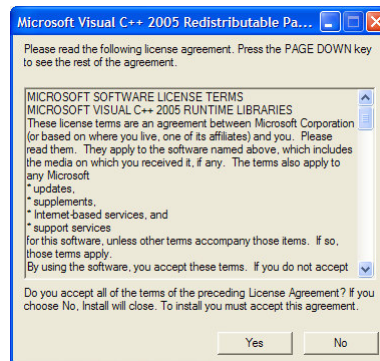 Microsoft Visual C++ 2005 Redistributable Pa...
Please read the following license agreement. Press the PAGE DOWN key
to see the rest of the agreement.
MICROSOFT SOFTWARE LICENSE TERMS
MICROSOFT VISUAL C++ 2005 RUNTIME LIBRARIES
These license terms are an agreement between Microsoft Corporation
(or based on where you live, one of its affiliates) and you.  Please
read them.  They apply to the software named above, which includes
the media on which you received it, if any.  The terms also apply to
any Microsoft
* updates,
* supplements,
* Internet-based services, and
* support services
for this software, unless other terms accompany those items.  If so,
those terms apply.
By using the software, you accept these terms.  If you do not accept
Do you accept all of the terms of the preceding License Agreement? If you
choose No, Install will close. To install you must accept this agreement.
Yes
No